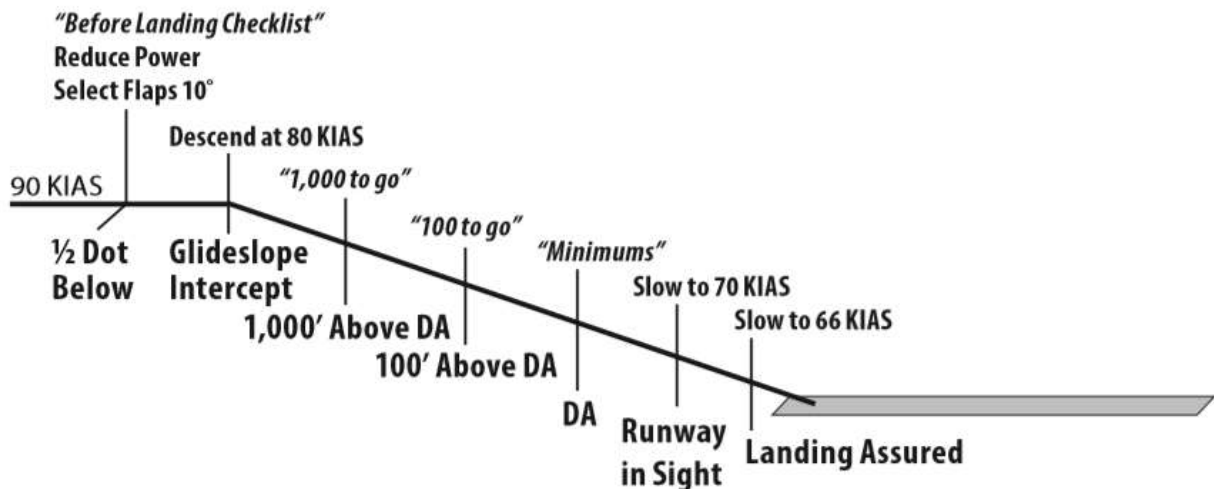 “Before Landing Checklist”
Reduce Power
Select Flaps 10°
Descend at 80 KIAS
90 KIAS
“1,000 to go”
“100 to go”
“Minimums”
Slow to 70 KIAS
Slow to 66 KIAS
½ Dot
Below
Glideslope
Intercept
1,000′ Above DA
100′ Above DA
DA
Runway
in Sight
Landing Assured